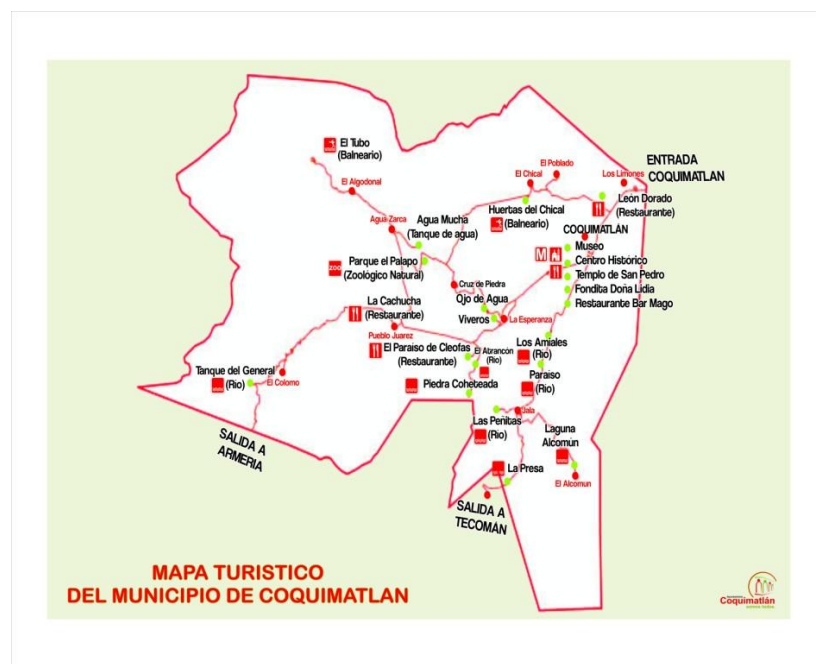 El Tubo
(Balneario)
El Algodonal
Agua Zarca
Agua Mucha
(Tanque de agua)
El Chical
El Poblado
Los Limones
ENTRADA
COQUIMATLAN
León Dorado
(Restaurante)
Huertas del Chical
(Balneario)
COQUIMATLÁN
M
Museo
Centro Histórico
Templo de San Pedro
Fondita Doña Lidia
Restaurante Bar Mago
ZOO
Parque el Palapo
(Zoológico Natural)
Cruz de Piedra
Ojo de Agua
Viveros
La Esperanza
La Cachucha
(Restaurante)
Pueblo Juarez
El Paraiso de Cleofas
(Restaurante)
El Atrancón
(Rio)
Los Amiales
(Rio)
Paraiso
(Rio)
Tanque del General
(Rio)
El Colomo
Piedra Coheteada
SALIDA A
ARMERIA
Las Peñitas
(Rio)
Jala
Laguna
Alcomún
El Alcomun
La Presa
SALIDA A
TECOMÁN
MAPA TURISTICO
DEL MUNICIPIO DE COQUIMATLAN
Coquimatlán